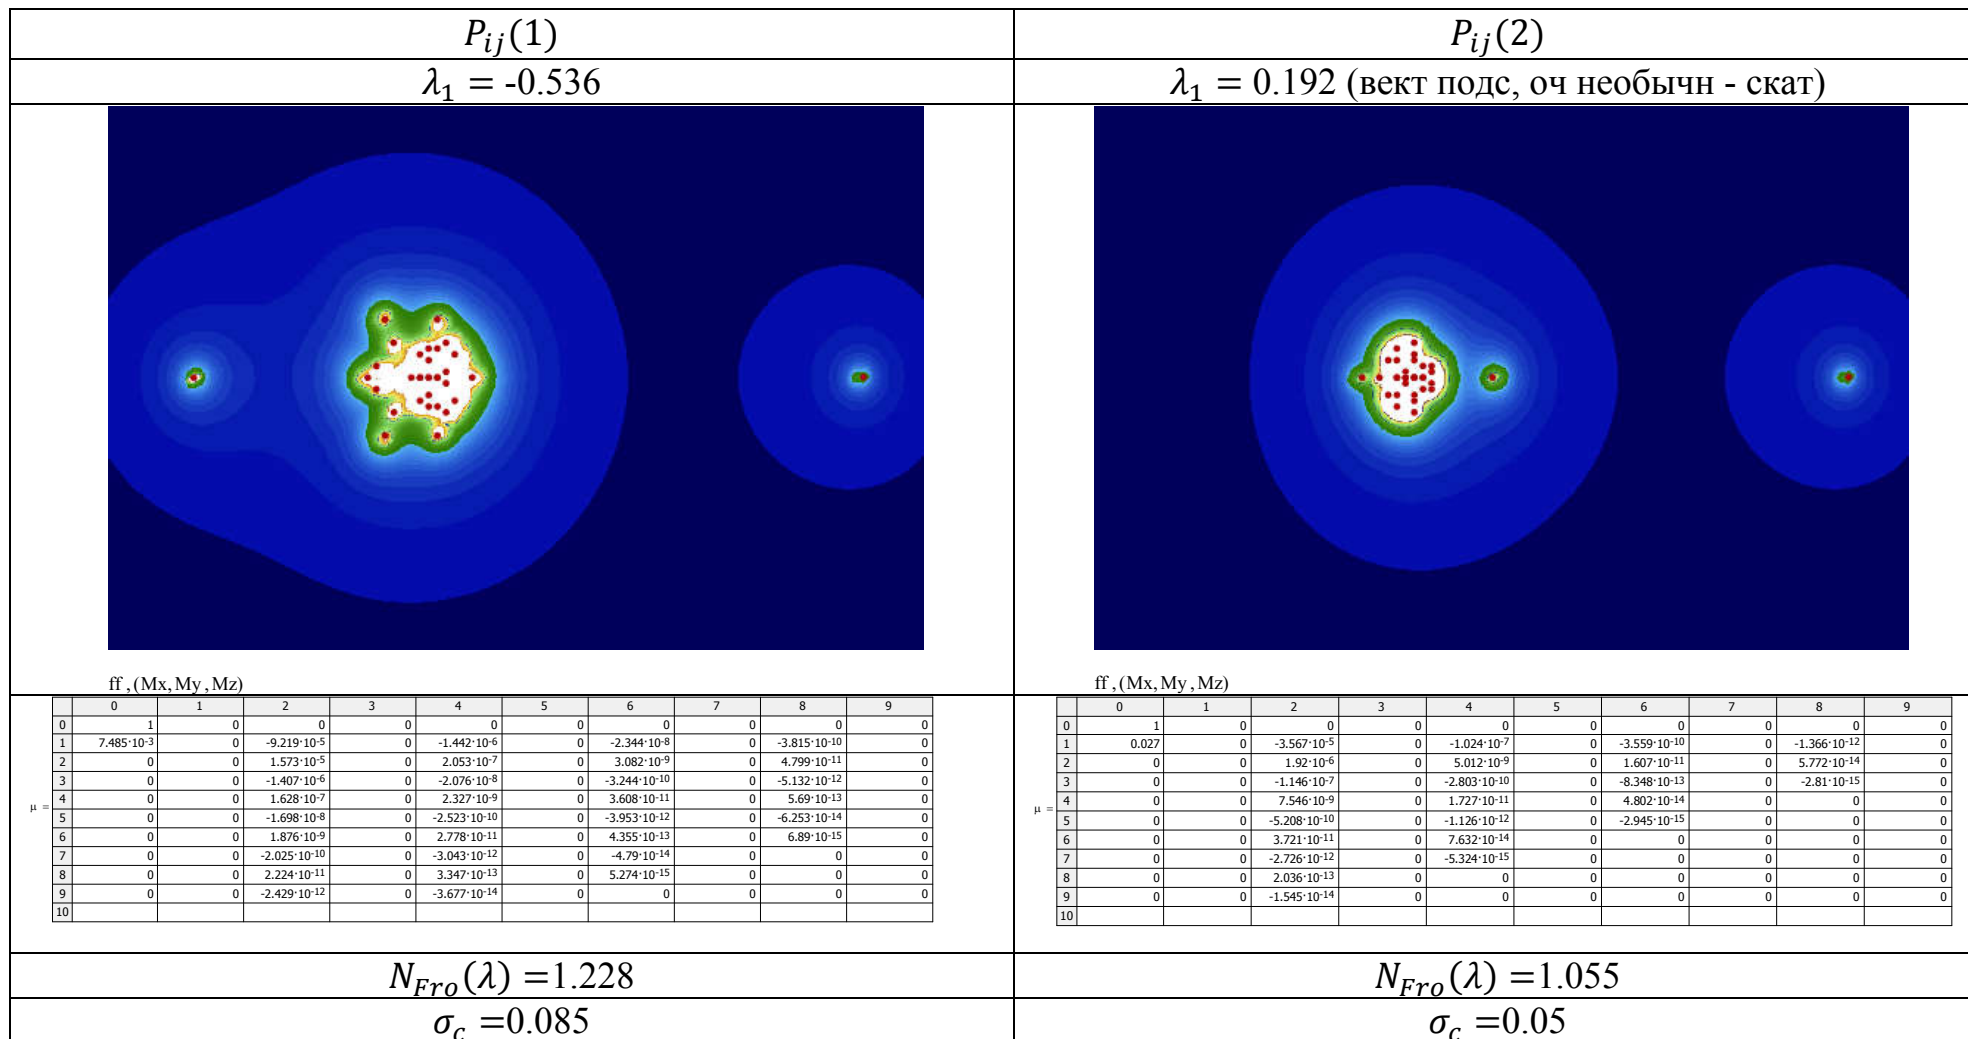 P_{ij}(1)
P_{ij}(2)
λ_1 = -0.536
λ_1 = 0.192 (вект подс, оч необычн - скат)
ff , (Mx, My , Mz)
ff , (Mx, My , Mz)
0 1 2 3 4 5 6 7 8 9
0 1 0 0 0 0 0 0 0 0 0
1 7.485·10^-3 0 -9.219·10^-5 0 -1.442·10^-6 0 -2.344·10^-8 0 -3.815·10^-10 0
2 0 0 1.573·10^-5 0 2.053·10^-7 0 3.082·10^-9 0 4.799·10^-11 0
3 0 0 -1.407·10^-6 0 -2.076·10^-8 0 -3.244·10^-10 0 -5.132·10^-12 0
μ = 4 0 0 1.628·10^-7 0 2.327·10^-9 0 3.608·10^-11 0 5.69·10^-13 0
5 0 0 -1.698·10^-8 0 -2.523·10^-10 0 -3.953·10^-12 0 -6.253·10^-14 0
6 0 0 1.876·10^-9 0 2.778·10^-11 0 4.355·10^-13 0 6.89·10^-15 0
7 0 0 -2.025·10^-10 0 -3.043·10^-12 0 -4.79·10^-14 0 0 0
8 0 0 2.224·10^-11 0 3.347·10^-13 0 5.274·10^-15 0 0 0
9 0 0 -2.429·10^-12 0 -3.677·10^-14 0 0 0 0 0
10
0 1 2 3 4 5 6 7 8 9
0 1 0 0 0 0 0 0 0 0 0
1 0.027 0 -3.567·10^-5 0 -1.024·10^-7 0 -3.559·10^-10 0 -1.366·10^-12 0
2 0 0 1.92·10^-6 0 5.012·10^-9 0 1.607·10^-11 0 5.772·10^-14 0
3 0 0 -1.146·10^-7 0 -2.803·10^-10 0 -8.348·10^-13 0 -2.81·10^-15 0
μ = 4 0 0 7.546·10^-9 0 1.727·10^-11 0 4.802·10^-14 0 0 0
5 0 0 -5.208·10^-10 0 -1.126·10^-12 0 -2.945·10^-15 0 0 0
6 0 0 3.721·10^-11 0 7.632·10^-14 0 0 0 0 0
7 0 0 -2.726·10^-12 0 -5.324·10^-15 0 0 0 0 0
8 0 0 2.036·10^-13 0 0 0 0 0 0 0
9 0 0 -1.545·10^-14 0 0 0 0 0 0 0
10
N_{Fro}(λ) =1.228
N_{Fro}(λ) =1.055
σ_c =0.085
σ_c =0.05